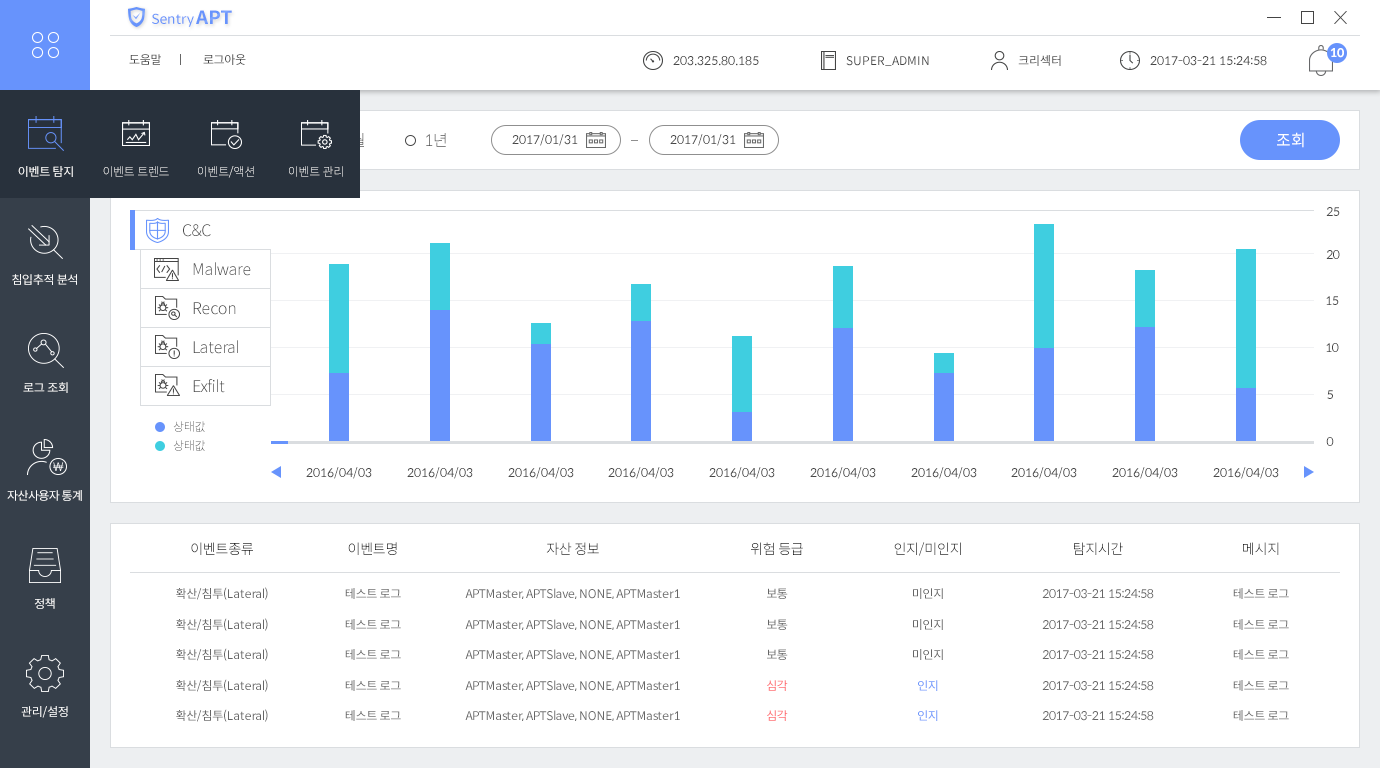 Sentry APT
도움말 | 로그아웃
203.325.80.185
SUPER_ADMIN
크리섹터
2017-03-21 15:24:58
10
이벤트 탐지
이벤트 트렌드
이벤트/액션
이벤트 관리
1년
2017/01/31 – 2017/01/31
조회
침입추적 분석
로그 조회
자산사용자 통계
정책
관리/설정
C&C
Malware
Recon
Lateral
Exfilt
상태값
상태값
25
20
15
10
5
0
2016/04/03 2016/04/03 2016/04/03 2016/04/03 2016/04/03 2016/04/03 2016/04/03 2016/04/03 2016/04/03 2016/04/03
이벤트종류 이벤트명 자산 정보 위험 등급 인지/미인지 탐지시간 메시지
확산/침투(Lateral) 테스트 로그 APTMaster, APTSlave, NONE, APTMaster1 보통 미인지 2017-03-21 15:24:58 테스트 로그
확산/침투(Lateral) 테스트 로그 APTMaster, APTSlave, NONE, APTMaster1 보통 미인지 2017-03-21 15:24:58 테스트 로그
확산/침투(Lateral) 테스트 로그 APTMaster, APTSlave, NONE, APTMaster1 보통 미인지 2017-03-21 15:24:58 테스트 로그
확산/침투(Lateral) 테스트 로그 APTMaster, APTSlave, NONE, APTMaster1 심각 인지 2017-03-21 15:24:58 테스트 로그
확산/침투(Lateral) 테스트 로그 APTMaster, APTSlave, NONE, APTMaster1 심각 인지 2017-03-21 15:24:58 테스트 로그